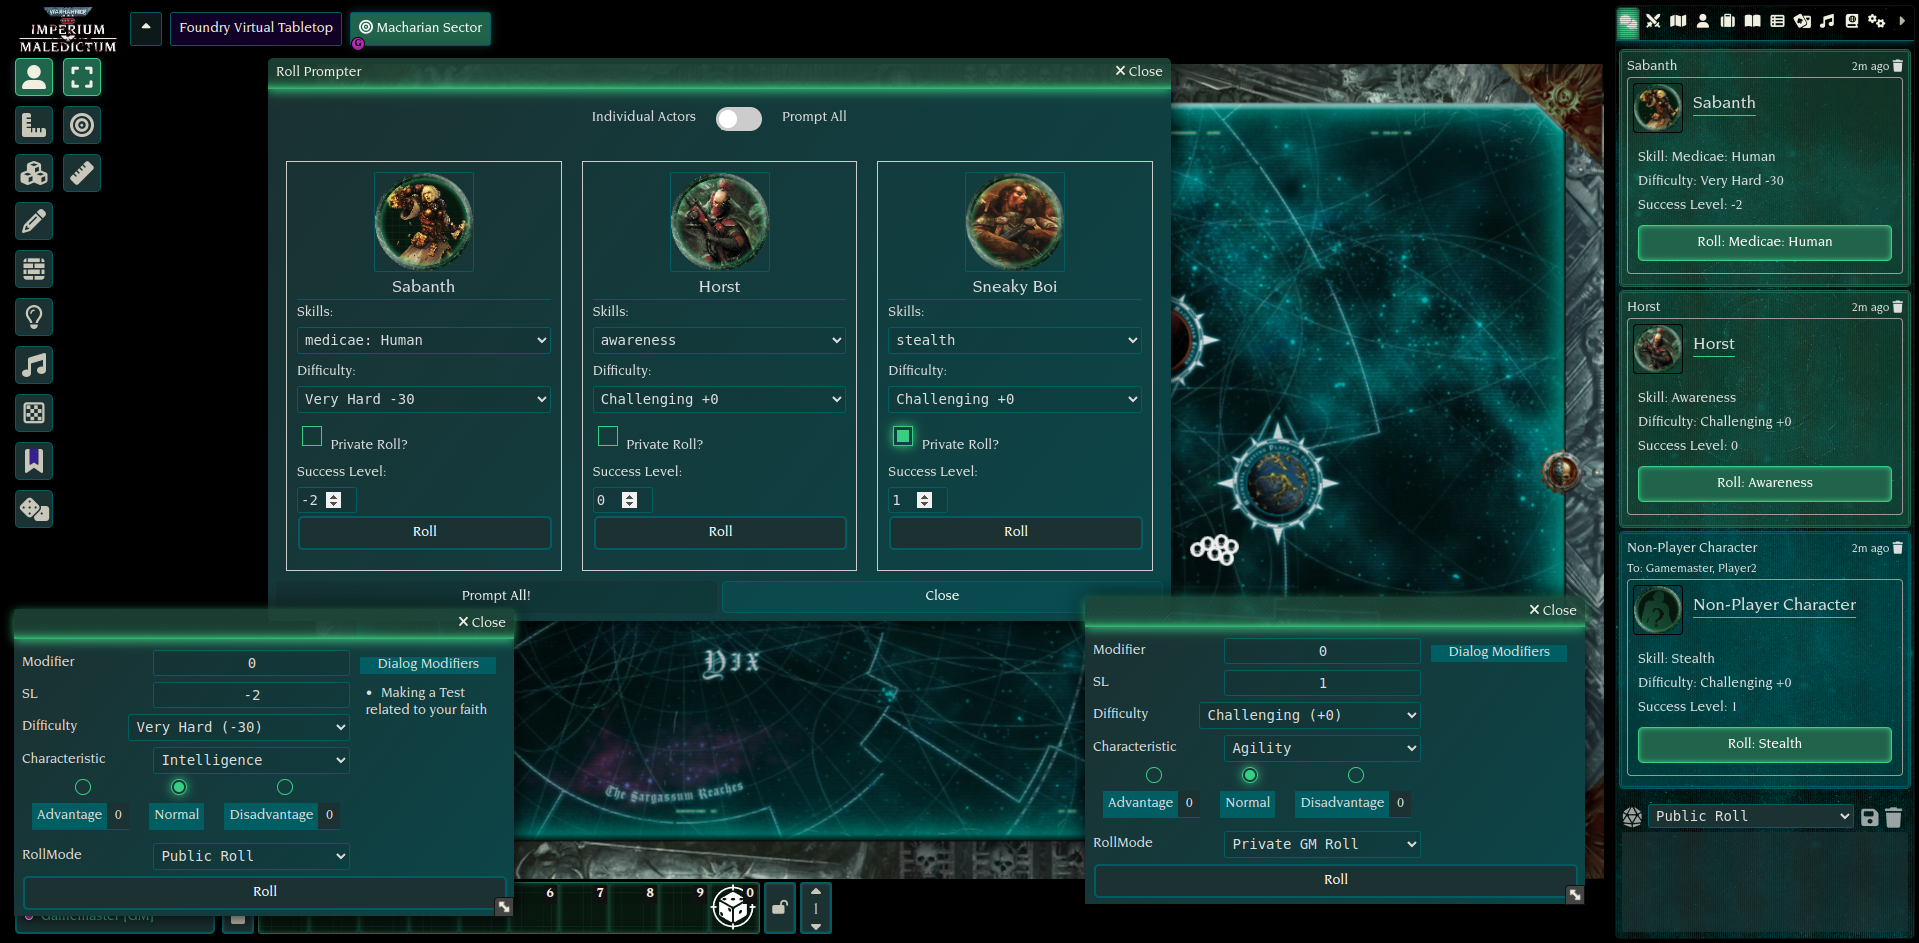 WARHAMMER
IMPERIUM
MALEDICTUM
Foundry Virtual Tabletop
Macharian Sector
G
Roll Prompter
Close
Individual Actors
Prompt All
Sabanth
Skills:
medicae: Human
Difficulty:
Very Hard -30
Private Roll?
Success Level:
-2
Roll
Horst
Skills:
awareness
Difficulty:
Challenging +0
Private Roll?
Success Level:
0
Roll
Sneaky Boi
Skills:
stealth
Difficulty:
Challenging +0
Private Roll?
Success Level:
1
Roll
Prompt All!
Close
Close
Modifier
0
Dialog Modifiers
SL
-2
• Making a Test
related to your faith
Difficulty
Very Hard (-30)
Characteristic
Intelligence
Advantage 0
Normal
Disadvantage 0
RollMode
Public Roll
Roll
Gamemaster [GM]
Nix
The Sargassum Reaches
6
7
8
9
0
1
Close
Modifier
0
Dialog Modifiers
SL
1
Difficulty
Challenging (+0)
Characteristic
Agility
Advantage 0
Normal
Disadvantage 0
RollMode
Private GM Roll
Roll
Sabanth
2m ago
Sabanth
Skill: Medicae: Human
Difficulty: Very Hard -30
Success Level: -2
Roll: Medicae: Human
Horst
2m ago
Horst
Skill: Awareness
Difficulty: Challenging +0
Success Level: 0
Roll: Awareness
Non-Player Character
2m ago
To: Gamemaster, Player2
Non-Player Character
Skill: Stealth
Difficulty: Challenging +0
Success Level: 1
Roll: Stealth
Public Roll